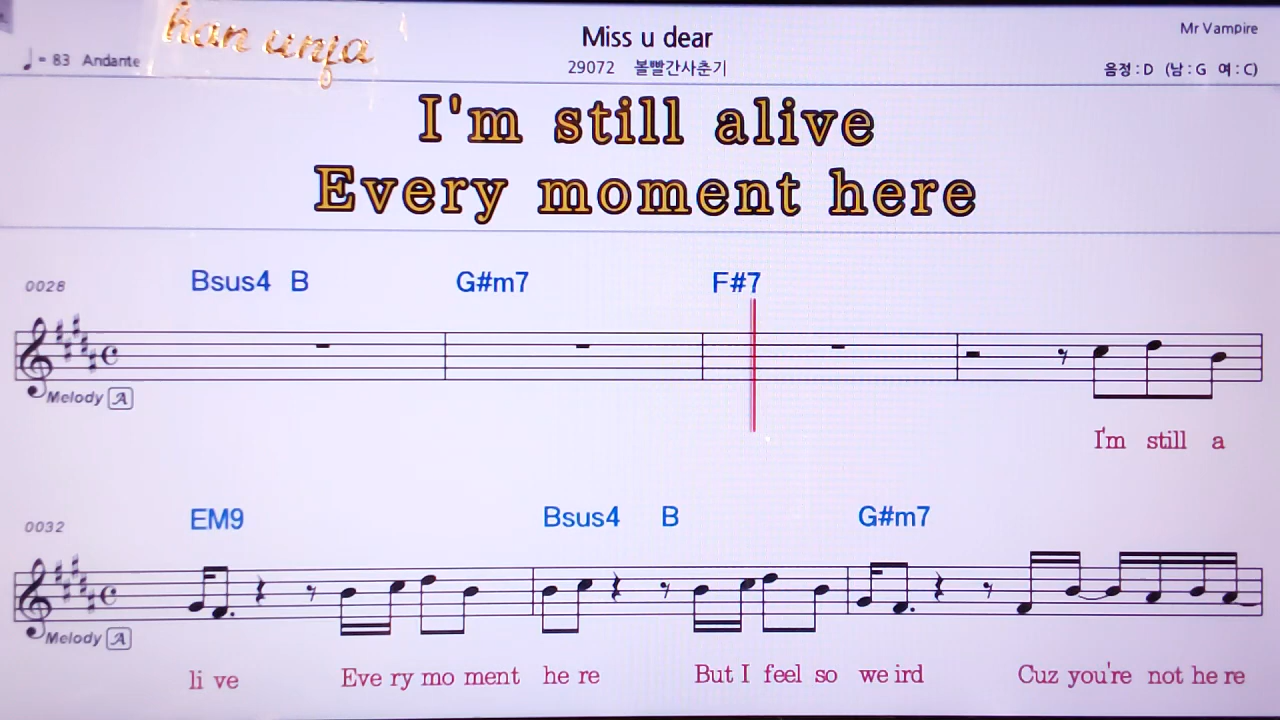 han unja
Miss u dear
Mr Vampire
♩= 83 Andante
29072 볼빨간사춘기
음정 : D (남 : G 여 : C)
I'm still alive
Every moment here
0028 Bsus4 B G#m7 F#7
Melody A
I'm still a
0032 EM9 Bsus4 B G#m7
Melody A
li ve Eve ry mo ment he re But I feel so we ird Cuz you're not he re